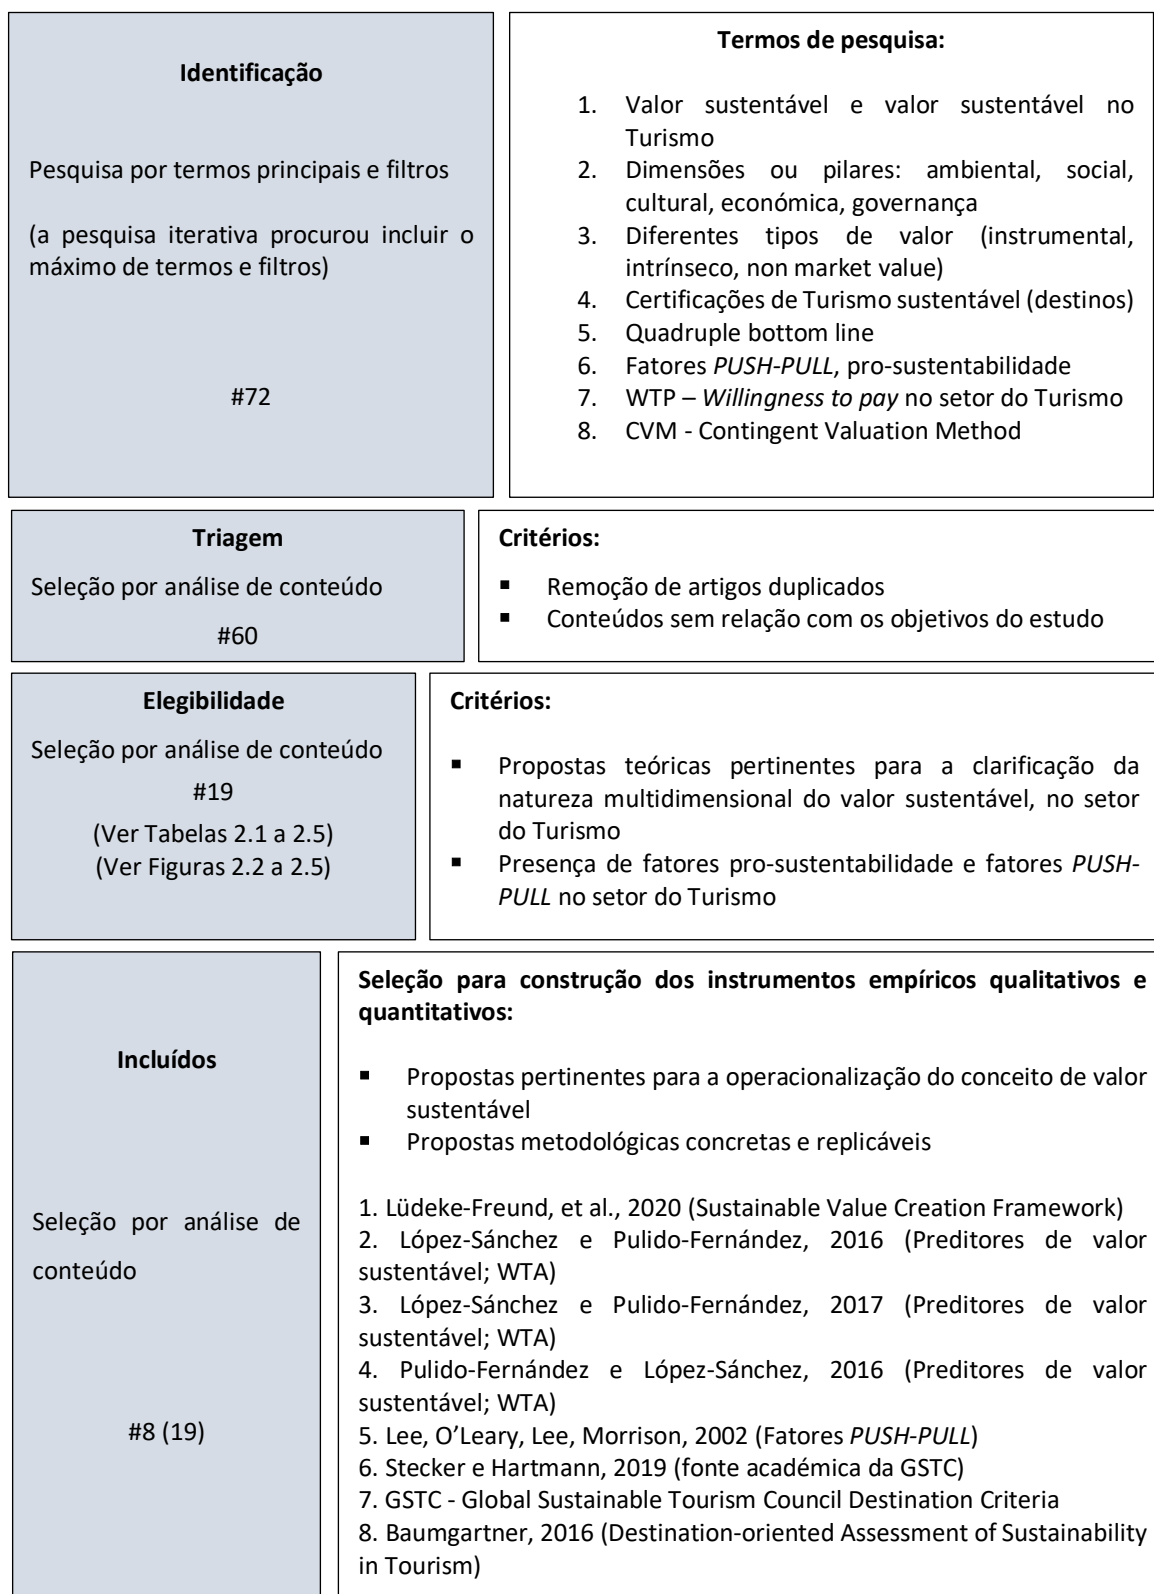 Identificação
Pesquisa por termos principais e filtros
(a pesquisa iterativa procurou incluir o
máximo de termos e filtros)
#72
Termos de pesquisa:
1. Valor sustentável e valor sustentável no
Turismo
2. Dimensões ou pilares: ambiental, social,
cultural, económica, governança
3. Diferentes tipos de valor (instrumental,
intrínseco, non market value)
4. Certificações de Turismo sustentável (destinos)
5. Quadruple bottom line
6. Fatores PUSH-PULL, pro-sustentabilidade
7. WTP – Willingness to pay no setor do Turismo
8. CVM - Contingent Valuation Method
Triagem
Seleção por análise de conteúdo
#60
Critérios:
▪ Remoção de artigos duplicados
▪ Conteúdos sem relação com os objetivos do estudo
Elegibilidade
Seleção por análise de conteúdo
#19
(Ver Tabelas 2.1 a 2.5)
(Ver Figuras 2.2 a 2.5)
Critérios:
▪ Propostas teóricas pertinentes para a clarificação da
natureza multidimensional do valor sustentável, no setor
do Turismo
▪ Presença de fatores pro-sustentabilidade e fatores PUSH-
PULL no setor do Turismo
Incluídos
Seleção por análise de
conteúdo
#8 (19)
Seleção para construção dos instrumentos empíricos qualitativos e
quantitativos:
▪ Propostas pertinentes para a operacionalização do conceito de valor
sustentável
▪ Propostas metodológicas concretas e replicáveis
1. Lüdeke-Freund, et al., 2020 (Sustainable Value Creation Framework)
2. López-Sánchez e Pulido-Fernández, 2016 (Preditores de valor
sustentável; WTA)
3. López-Sánchez e Pulido-Fernández, 2017 (Preditores de valor
sustentável; WTA)
4. Pulido-Fernández e López-Sánchez, 2016 (Preditores de valor
sustentável; WTA)
5. Lee, O’Leary, Lee, Morrison, 2002 (Fatores PUSH-PULL)
6. Stecker e Hartmann, 2019 (fonte académica da GSTC)
7. GSTC - Global Sustainable Tourism Council Destination Criteria
8. Baumgartner, 2016 (Destination-oriented Assessment of Sustainability
in Tourism)